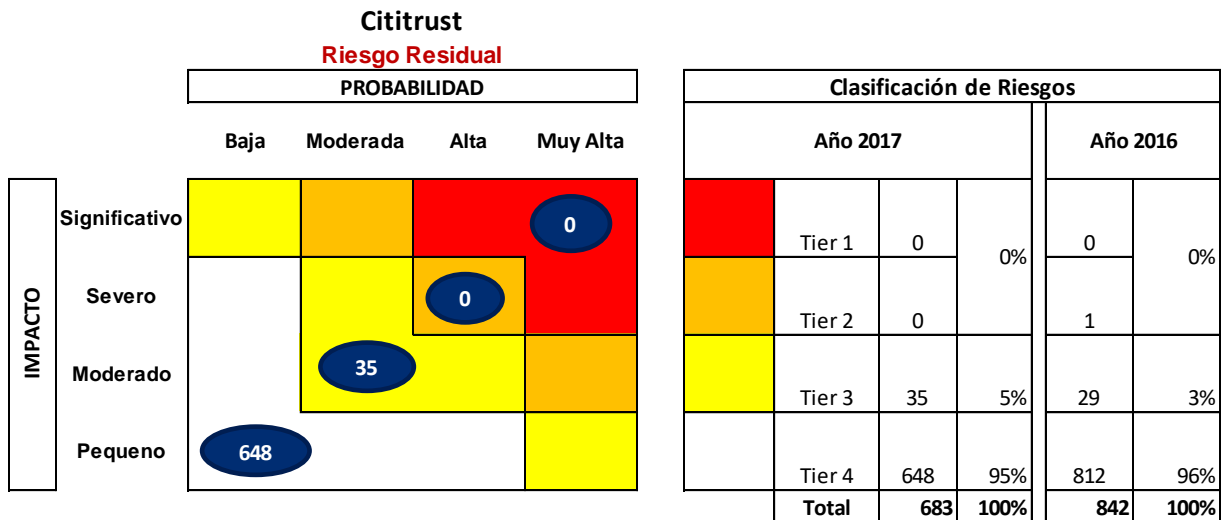 Cititrust
Riesgo Residual
PROBABILIDAD
Baja Moderada Alta Muy Alta
IMPACTO
Significativo 0
Severo 0
Moderado 35
Pequeno 648
Clasificación de Riesgos
Año 2017 Año 2016
Tier 1 0 0% 0 0%
Tier 2 0 1
Tier 3 35 5% 29 3%
Tier 4 648 95% 812 96%
Total 683 100% 842 100%